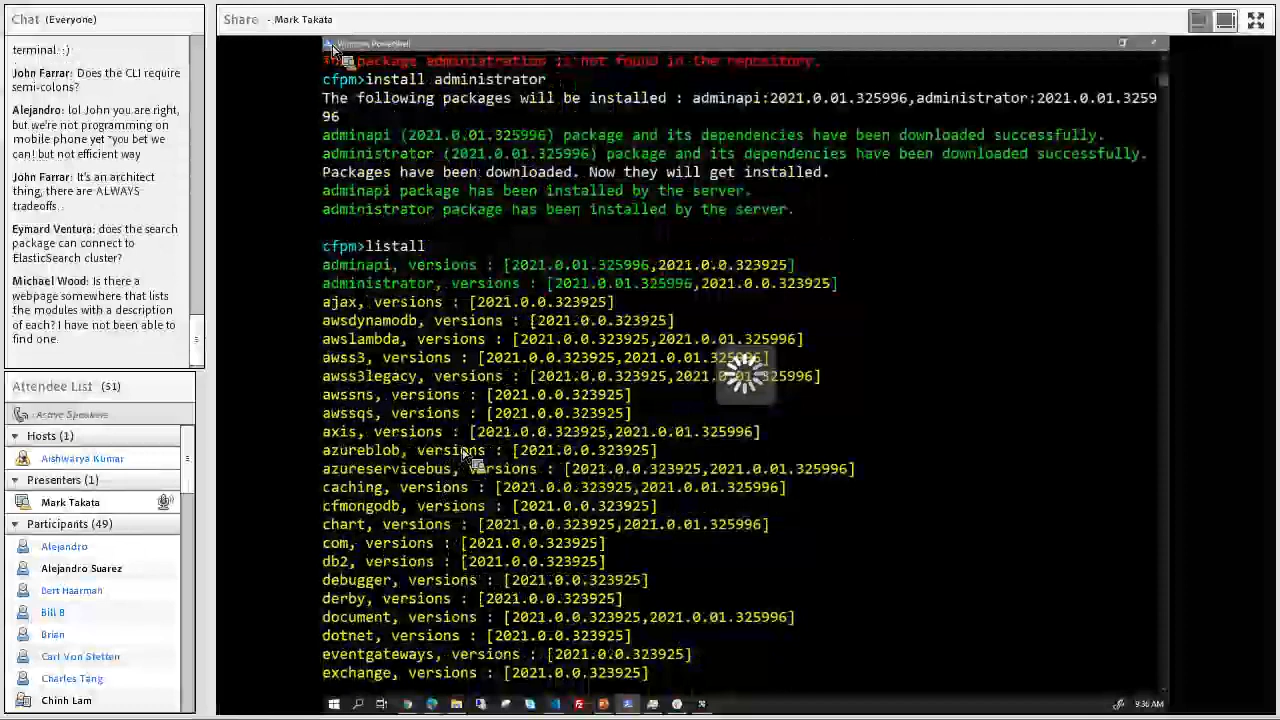 Chat (Everyone)
terminal. :)
John Farrar: Does the CLI require
semi-colons?
Alejandro: lol John you are right,
but we're not programming on
mobile phone yet *you bet we
can! but not efficient way
John Farrar: It's an architect
thing, there are ALWAYS
tradeoffs..
Eymard Ventura: does the search
package can connect to
ElasticSearch cluster?
Michael Wood: Is there a
webpage somewhere that lists
the modules with a description
of each? I have not been able to
find one.
Attendee List (51)
Active Speakers
Hosts (1)
Aishwarya Kumar
Presenters (1)
Mark Takata
Participants (49)
Alejandro
Alejandro Suarez
Bert Haarmah
Bill B
Brian
Carl Von Stetten
Charles Tang
Chinh Lam
Share - Mark Takata
Windows PowerShell
package administration is not found in the repository.
cfpm>install administrator
The following packages will be installed : adminapi:2021.0.01.325996,administrator:2021.0.01.3259
96
adminapi (2021.0.01.325996) package and its dependencies have been downloaded successfully.
administrator (2021.0.01.325996) package and its dependencies have been downloaded successfully.
Packages have been downloaded. Now they will get installed.
adminapi package has been installed by the server.
administrator package has been installed by the server.
cfpm>listall
adminapi, versions : [2021.0.01.325996,2021.0.0.323925]
administrator, versions : [2021.0.01.325996,2021.0.0.323925]
ajax, versions : [2021.0.0.323925]
awsdynamodb, versions : [2021.0.0.323925]
awslambda, versions : [2021.0.0.323925,2021.0.01.325996]
awss3, versions : [2021.0.0.323925,2021.0.01.325996]
awss3legacy, versions : [2021.0.0.323925,2021.0.01.325996]
awssns, versions : [2021.0.0.323925]
awssqs, versions : [2021.0.0.323925]
axis, versions : [2021.0.0.323925,2021.0.01.325996]
azureblob, versions : [2021.0.0.323925]
azureservicebus, versions : [2021.0.0.323925,2021.0.01.325996]
caching, versions : [2021.0.0.323925,2021.0.01.325996]
cfmongodb, versions : [2021.0.0.323925]
chart, versions : [2021.0.0.323925,2021.0.01.325996]
com, versions : [2021.0.0.323925]
db2, versions : [2021.0.0.323925]
debugger, versions : [2021.0.0.323925]
derby, versions : [2021.0.0.323925]
document, versions : [2021.0.0.323925,2021.0.01.325996]
dotnet, versions : [2021.0.0.323925]
eventgateways, versions : [2021.0.0.323925]
exchange, versions : [2021.0.0.323925]
9:36 AM